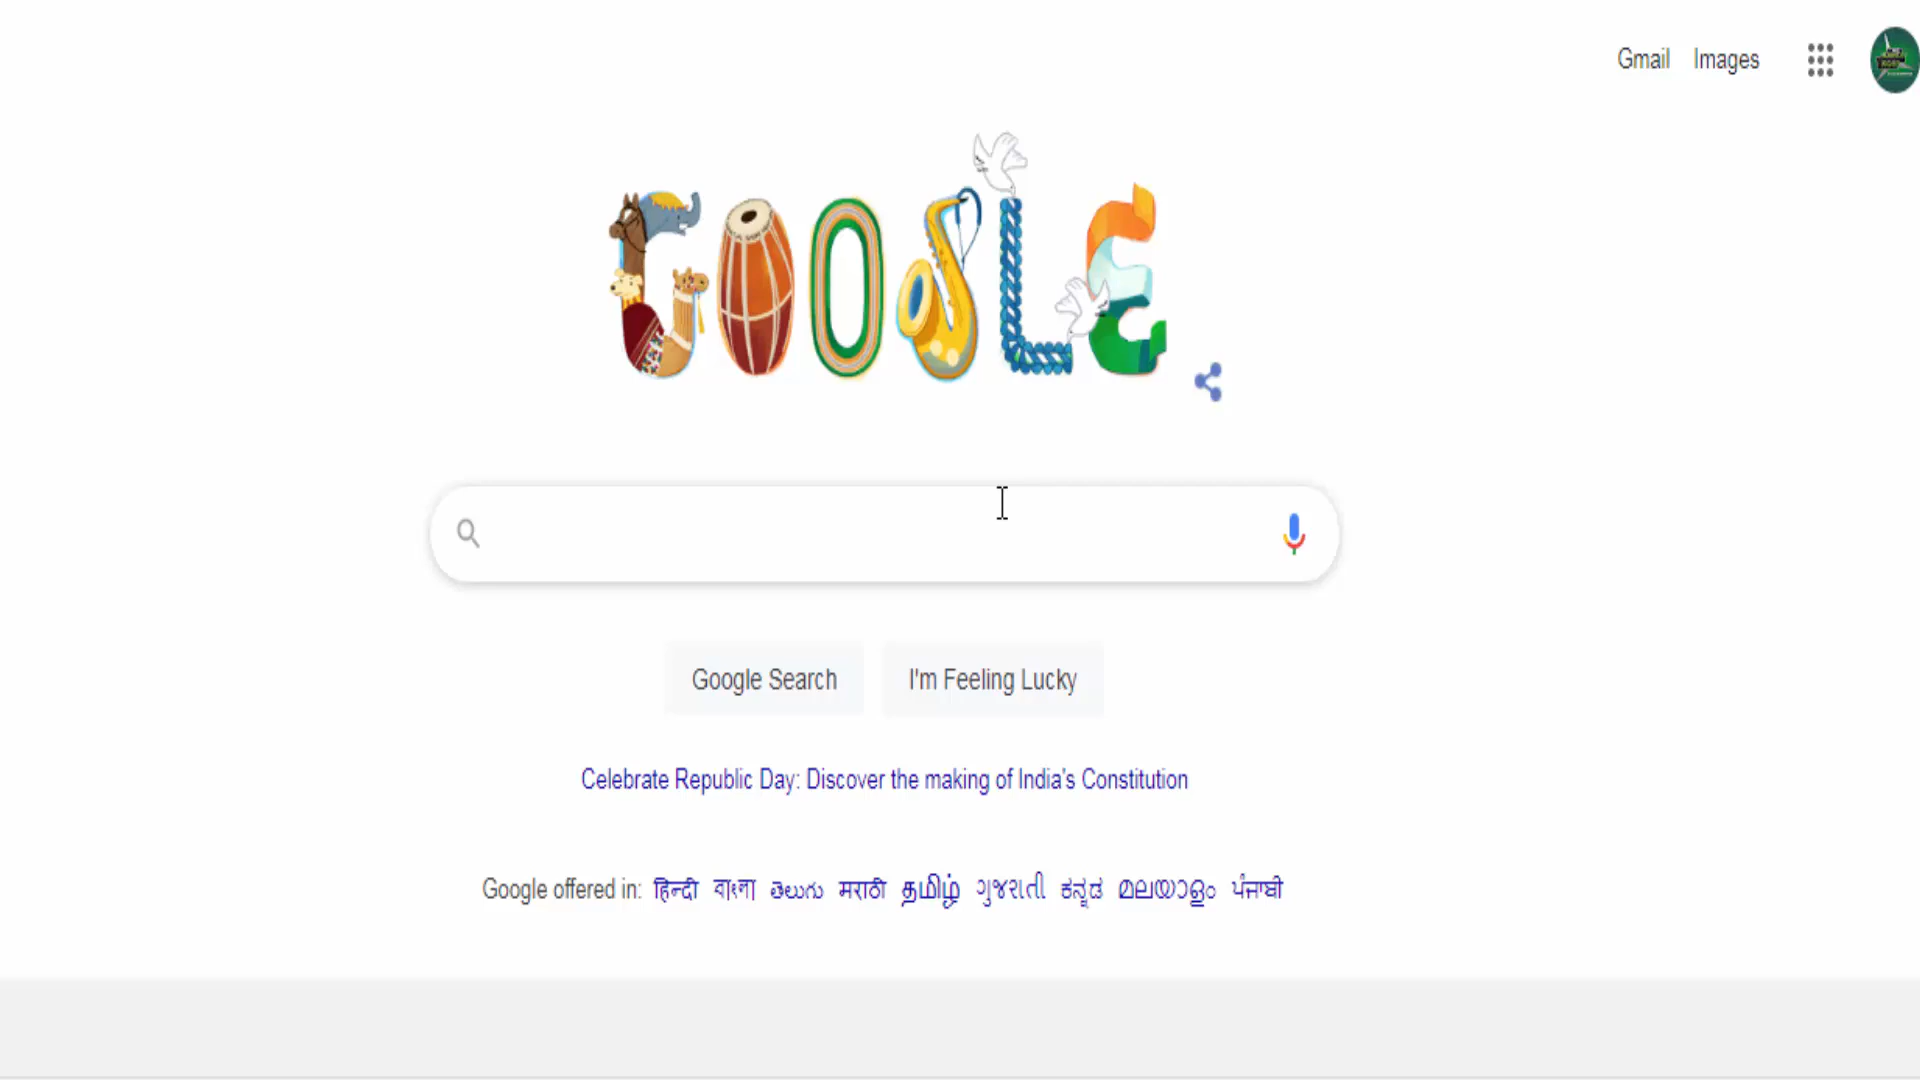 Gmail Images
GOOGLE
Google Search I'm Feeling Lucky
Celebrate Republic Day: Discover the making of India's Constitution
Google offered in: हिन्दी বাংলা తెలుగు मराठी தமிழ் ગુજરાતી ಕನ್ನಡ മലയാളം ਪੰਜਾਬੀ